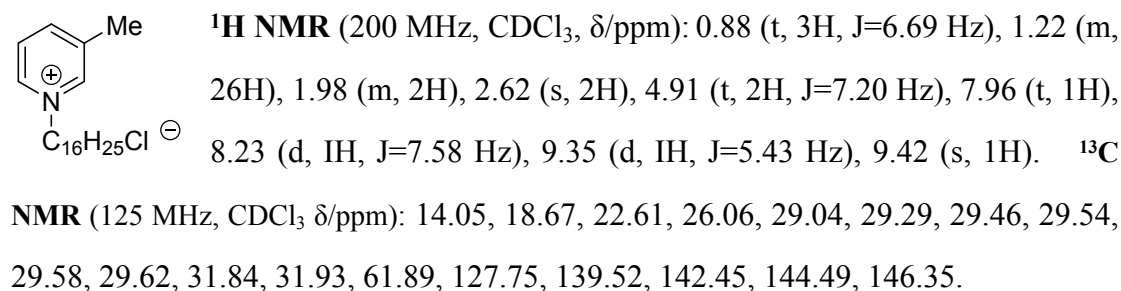 Me
⊕
N
C₁₆H₂₅Cl ⊖
¹H NMR (200 MHz, CDCl₃, δ/ppm): 0.88 (t, 3H, J=6.69 Hz), 1.22 (m,
26H), 1.98 (m, 2H), 2.62 (s, 2H), 4.91 (t, 2H, J=7.20 Hz), 7.96 (t, 1H),
8.23 (d, IH, J=7.58 Hz), 9.35 (d, IH, J=5.43 Hz), 9.42 (s, 1H). ¹³C
NMR (125 MHz, CDCl₃ δ/ppm): 14.05, 18.67, 22.61, 26.06, 29.04, 29.29, 29.46, 29.54,
29.58, 29.62, 31.84, 31.93, 61.89, 127.75, 139.52, 142.45, 144.49, 146.35.